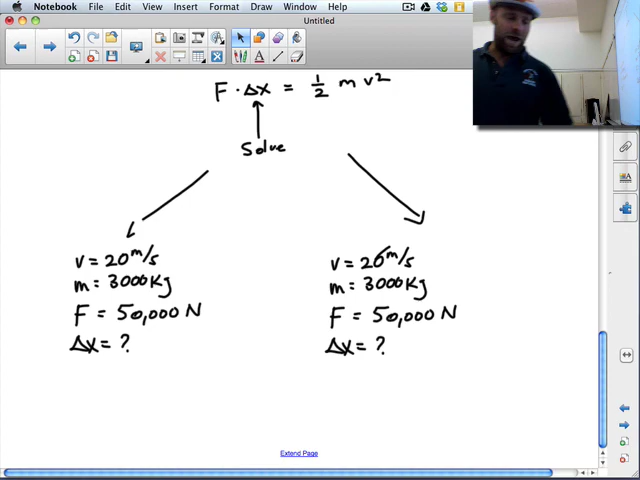 Notebook File Edit View Insert Format Draw Window Help
Untitled
F · Δx = 1/2 m v2
Solve
v = 20 m/s
m = 3000 Kg
F = 50,000 N
Δx = ?
v = 20 m/s
m = 3000 Kg
F = 50,000 N
Δx = ?
Extend Page